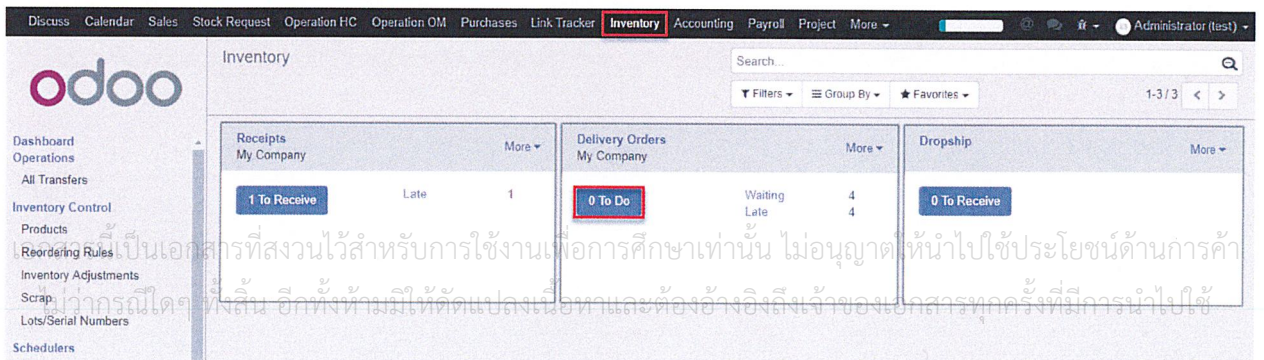 Discuss Calendar Sales Stock Request Operation HC Operation OM Purchases Link Tracker Inventory Accounting Payroll Project More Administrator (test)
odoo
Inventory
Search...
Filters Group By Favorites 1-3 / 3
Dashboard
Operations
All Transfers
Inventory Control
Products
Reordering Rules
Inventory Adjustments
Scrap
Lots/Serial Numbers
Schedulers
Receipts More
My Company
1 To Receive Late 1
Delivery Orders More
My Company
0 To Do Waiting 4
Late 4
Dropship More
0 To Receive
เอกสารนี้เป็นเอกสารที่สงวนไว้สำหรับการใช้งานเพื่อการศึกษาเท่านั้น ไม่อนุญาตให้นำไปใช้ประโยชน์ด้านการค้า
ไม่ว่ากรณีใดๆ ทั้งสิ้น อีกทั้งห้ามมิให้ดัดแปลงเนื้อหาและต้องอ้างอิงถึงเจ้าของเอกสารทุกครั้งที่มีการนำไปใช้